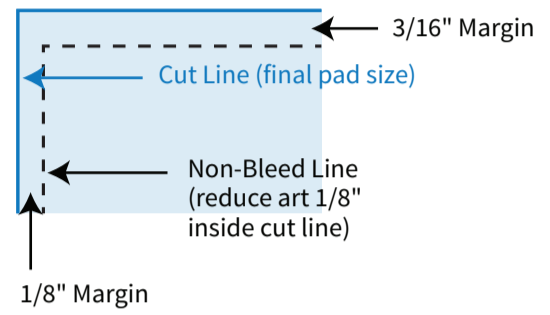 3/16" Margin
Cut Line (final pad size)
Non-Bleed Line
(reduce art 1/8"
inside cut line)
1/8" Margin